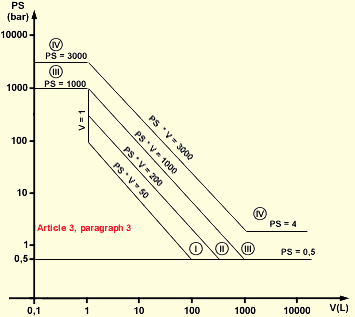 PS
(bar)
10000
1000
100
10
1
0,5
IV
PS = 3000
III
PS = 1000
V = 1
PS * V = 3000
PS * V = 1000
PS * V = 200
PS * V = 50
Article 3, paragraph 3
I
II
III
IV
PS = 4
PS = 0,5
0,1
1
10
100
1000
10000
V(L)